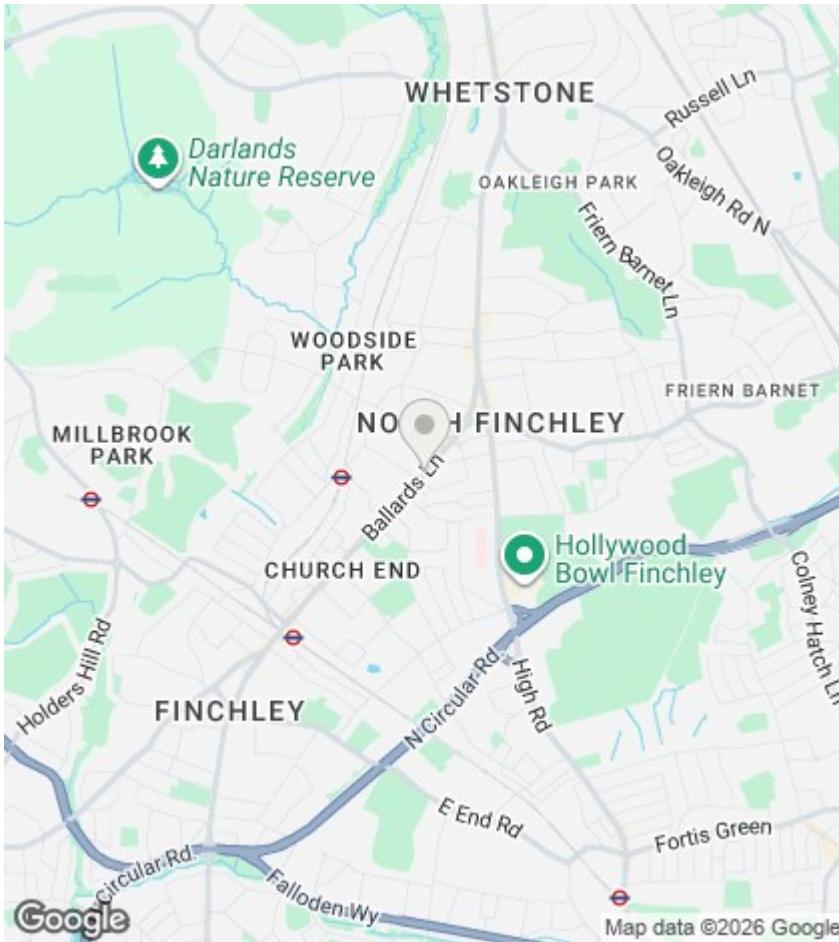 WHETSTONE
Russell Ln
Darlands
Nature Reserve
OAKLEIGH PARK
Oakleigh Rd N
Friern Barnet Ln
WOODSIDE
PARK
FRIERN BARNET
NO H FINCHLEY
MILLBROOK
PARK
Ballards Ln
Hollywood
Bowl Finchley
CHURCH END
Colney Hatch Ln
Holders Hill Rd
N Circular Rd
High Rd
FINCHLEY
E End Rd
Fortis Green
Circular Rd.
Falloden Wy
Google
Map data ©2026 Google